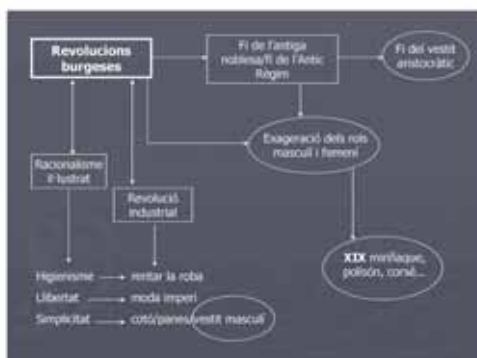 Revolucions
burgeses
Fi de l'antiga
noblesa/fi de l'Antic
Règim
Fi del vestit
aristocràtic
Exageració dels rols
masculí i femení
Racionalisme
il·lustrat
Revolució
industrial
XIX miriñaque,
polisón, corsé...
Higienisme rentar la roba
Llibertat moda imperi
Simplicitat cotó/panes/vestit masculí